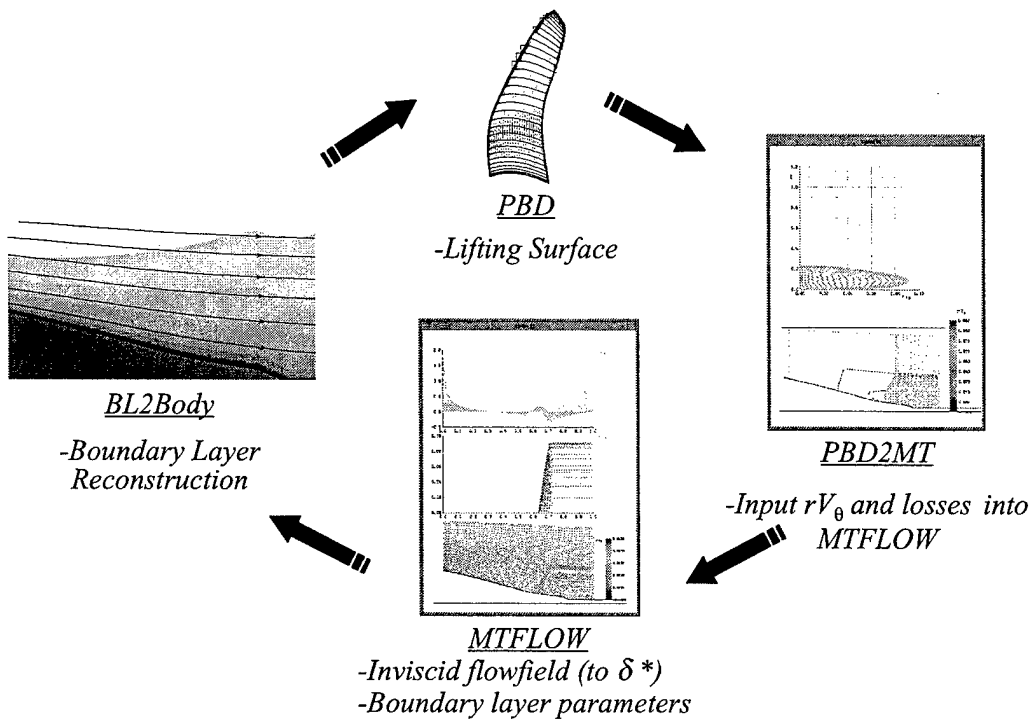 PBD
-Lifting Surface
BL2Body
-Boundary Layer
Reconstruction
PBD2MT
-Input rV_θ and losses into
MTFLOW
MTFLOW
-Inviscid flowfield (to δ*)
-Boundary layer parameters